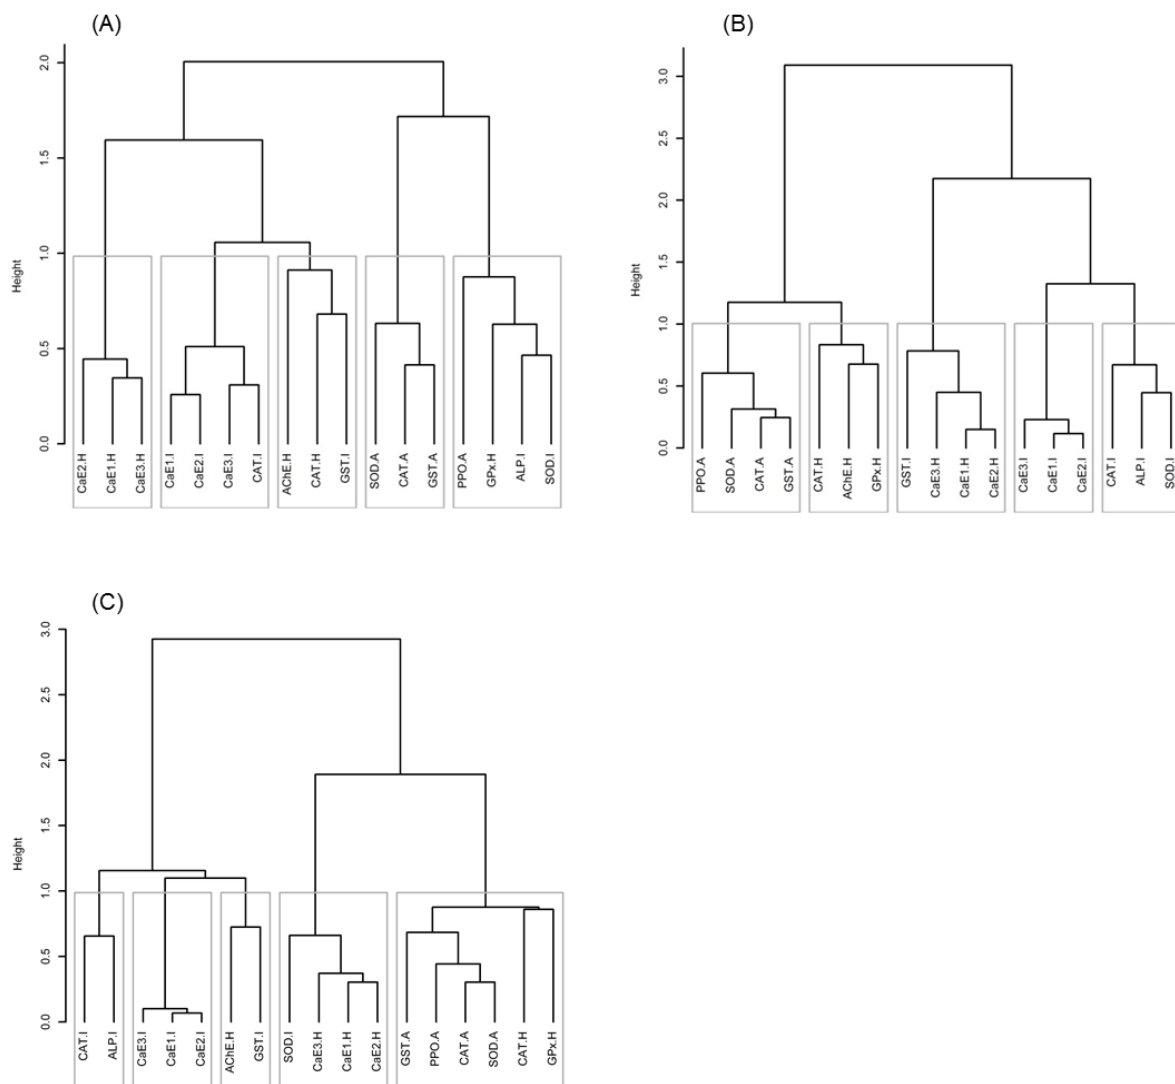 (A)
Height
2.0
1.5
1.0
0.5
0.0
CaE2.H
CaE1.H
CaE3.H
CaE1.I
CaE2.I
CaE3.I
CAT.I
AChE.H
CAT.H
GST.I
SOD.A
CAT.A
GST.A
PPO.A
GPx.H
ALP.I
SOD.I
(B)
Height
3.0
2.5
2.0
1.5
1.0
0.5
0.0
PPO.A
SOD.A
CAT.A
GST.A
CAT.H
AChE.H
GPx.H
GST.I
CaE3.H
CaE1.H
CaE2.H
CaE3.I
CaE1.I
CaE2.I
CAT.I
ALP.I
SOD.I
(C)
Height
3.0
2.5
2.0
1.5
1.0
0.5
0.0
CAT.I
ALP.I
CaE3.I
CaE1.I
CaE2.I
AChE.H
GST.I
SOD.I
CaE3.H
CaE1.H
CaE2.H
GST.A
PPO.A
CAT.A
SOD.A
CAT.H
GPx.H